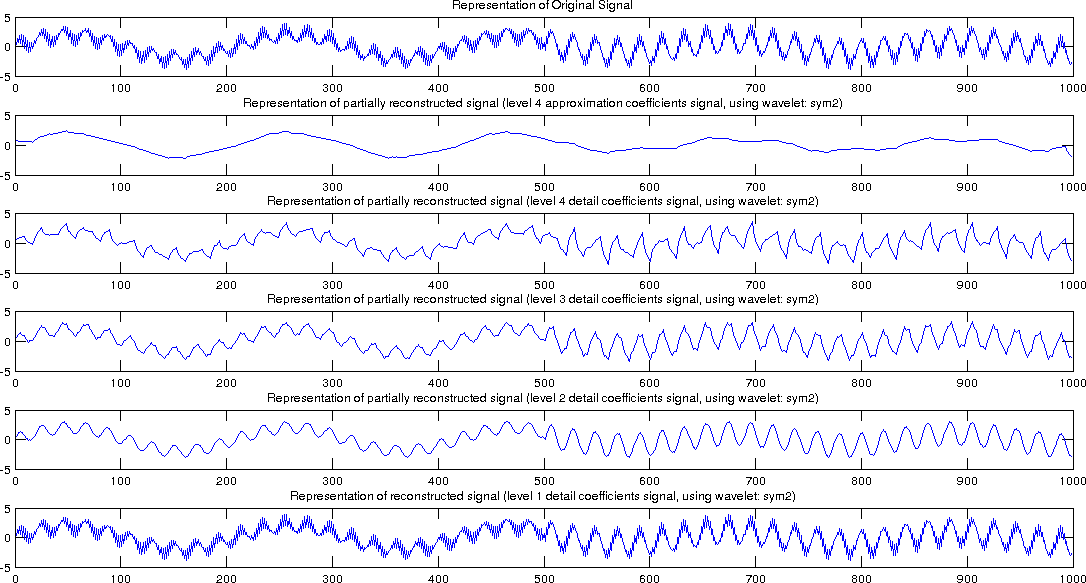 Representation of Original Signal
5
0
-5
0 100 200 300 400 500 600 700 800 900 1000
Representation of partially reconstructed signal (level 4 approximation coefficients signal, using wavelet: sym2)
5
0
-5
0 100 200 300 400 500 600 700 800 900 1000
Representation of partially reconstructed signal (level 4 detail coefficients signal, using wavelet: sym2)
5
0
-5
0 100 200 300 400 500 600 700 800 900 1000
Representation of partially reconstructed signal (level 3 detail coefficients signal, using wavelet: sym2)
5
0
-5
0 100 200 300 400 500 600 700 800 900 1000
Representation of partially reconstructed signal (level 2 detail coefficients signal, using wavelet: sym2)
5
0
-5
0 100 200 300 400 500 600 700 800 900 1000
Representation of reconstructed signal (level 1 detail coefficients signal, using wavelet: sym2)
5
0
-5
0 100 200 300 400 500 600 700 800 900 1000